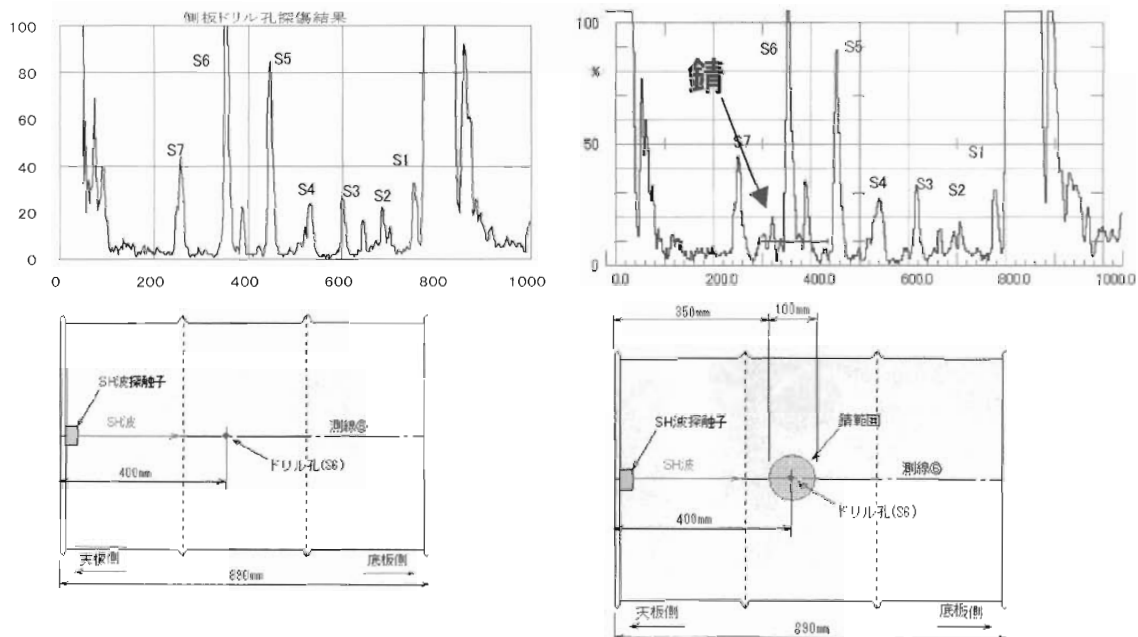 側板ドリル孔探傷結果
100
80
60
40
20
0
S7
S6
S5
S4
S3
S2
S1
0
200
400
600
800
1000
100
%
50
0
錆
S7
S6
S5
S4
S3
S2
S1
0.0
200.0
400.0
600.0
800.0
1000.0
SH波探触子
SH波
測線⑥
ドリル孔(S6)
400mm
天板側
底板側
890mm
350mm
100mm
SH波探触子
錆範囲
SH波
測線⑥
ドリル孔(S6)
400mm
天板側
底板側
890mm